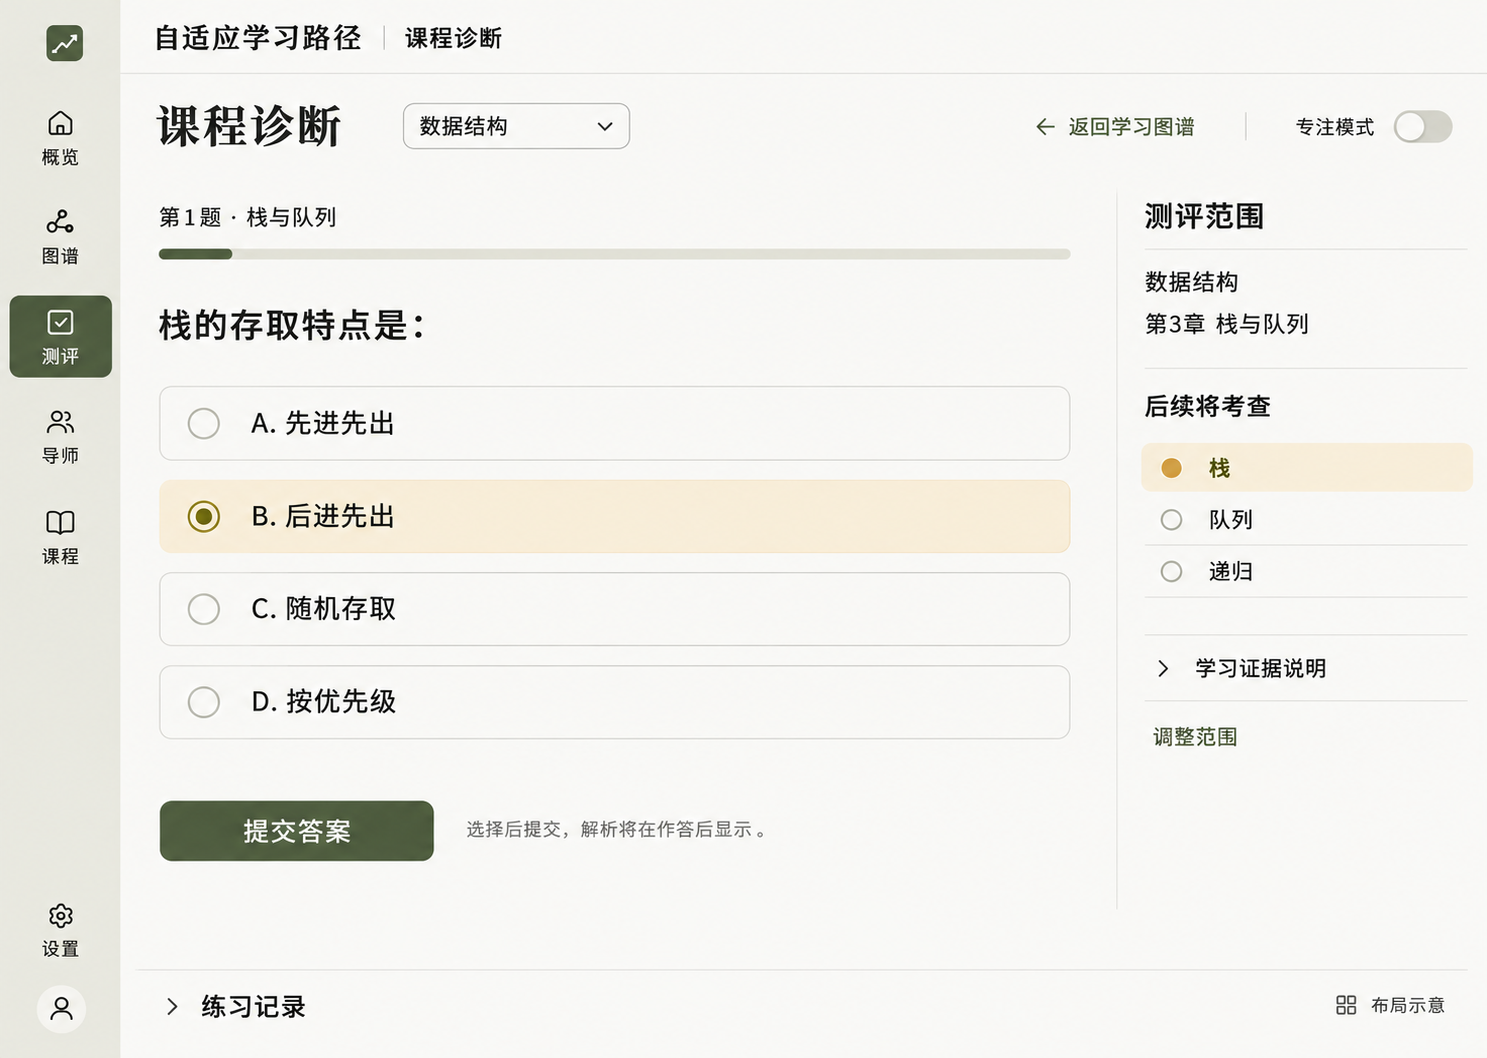 自适应学习路径
课程诊断
概览
图谱
测评
导师
课程
设置
课程诊断
数据结构
返回学习图谱
专注模式
第1题 · 栈与队列
栈的存取特点是：
A. 先进先出
B. 后进先出
C. 随机存取
D. 按优先级
提交答案
选择后提交，解析将在作答后显示。
测评范围
数据结构
第3章 栈与队列
后续将考查
栈
队列
递归
学习证据说明
调整范围
练习记录
布局示意